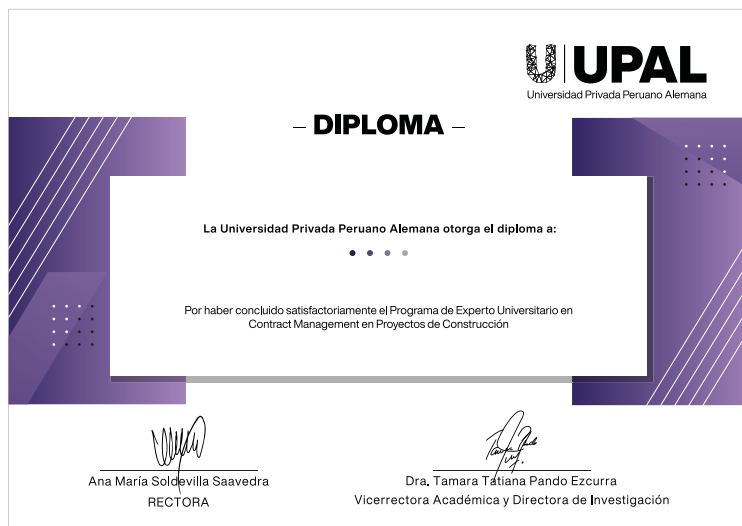 UPAL
Universidad Privada Peruano Alemana
– DIPLOMA –
La Universidad Privada Peruano Alemana otorga el diploma a:
Por haber concluido satisfactoriamente el Programa de Experto Universitario en
Contract Management en Proyectos de Construcción
Ana María Soldevilla Saavedra
RECTORA
Dra. Tamara Tatiana Pando Ezcurra
Vicerrectora Académica y Directora de Investigación